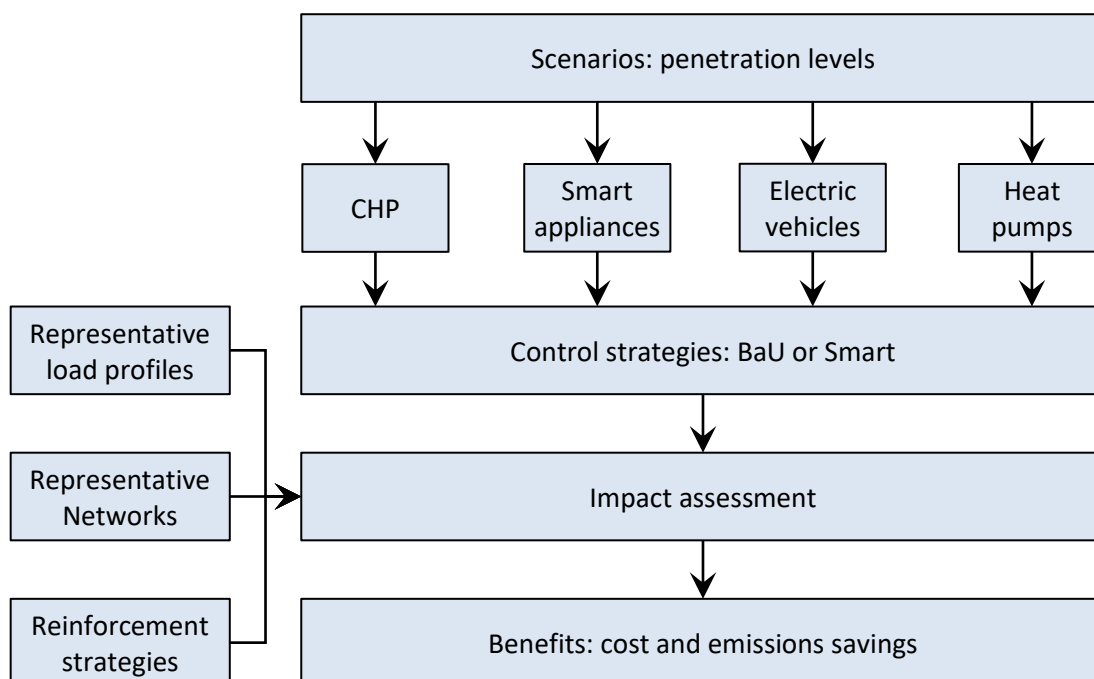 Scenarios: penetration levels
CHP
Smart
appliances
Electric
vehicles
Heat
pumps
Representative
load profiles
Control strategies: BaU or Smart
Representative
Networks
Impact assessment
Reinforcement
strategies
Benefits: cost and emissions savings